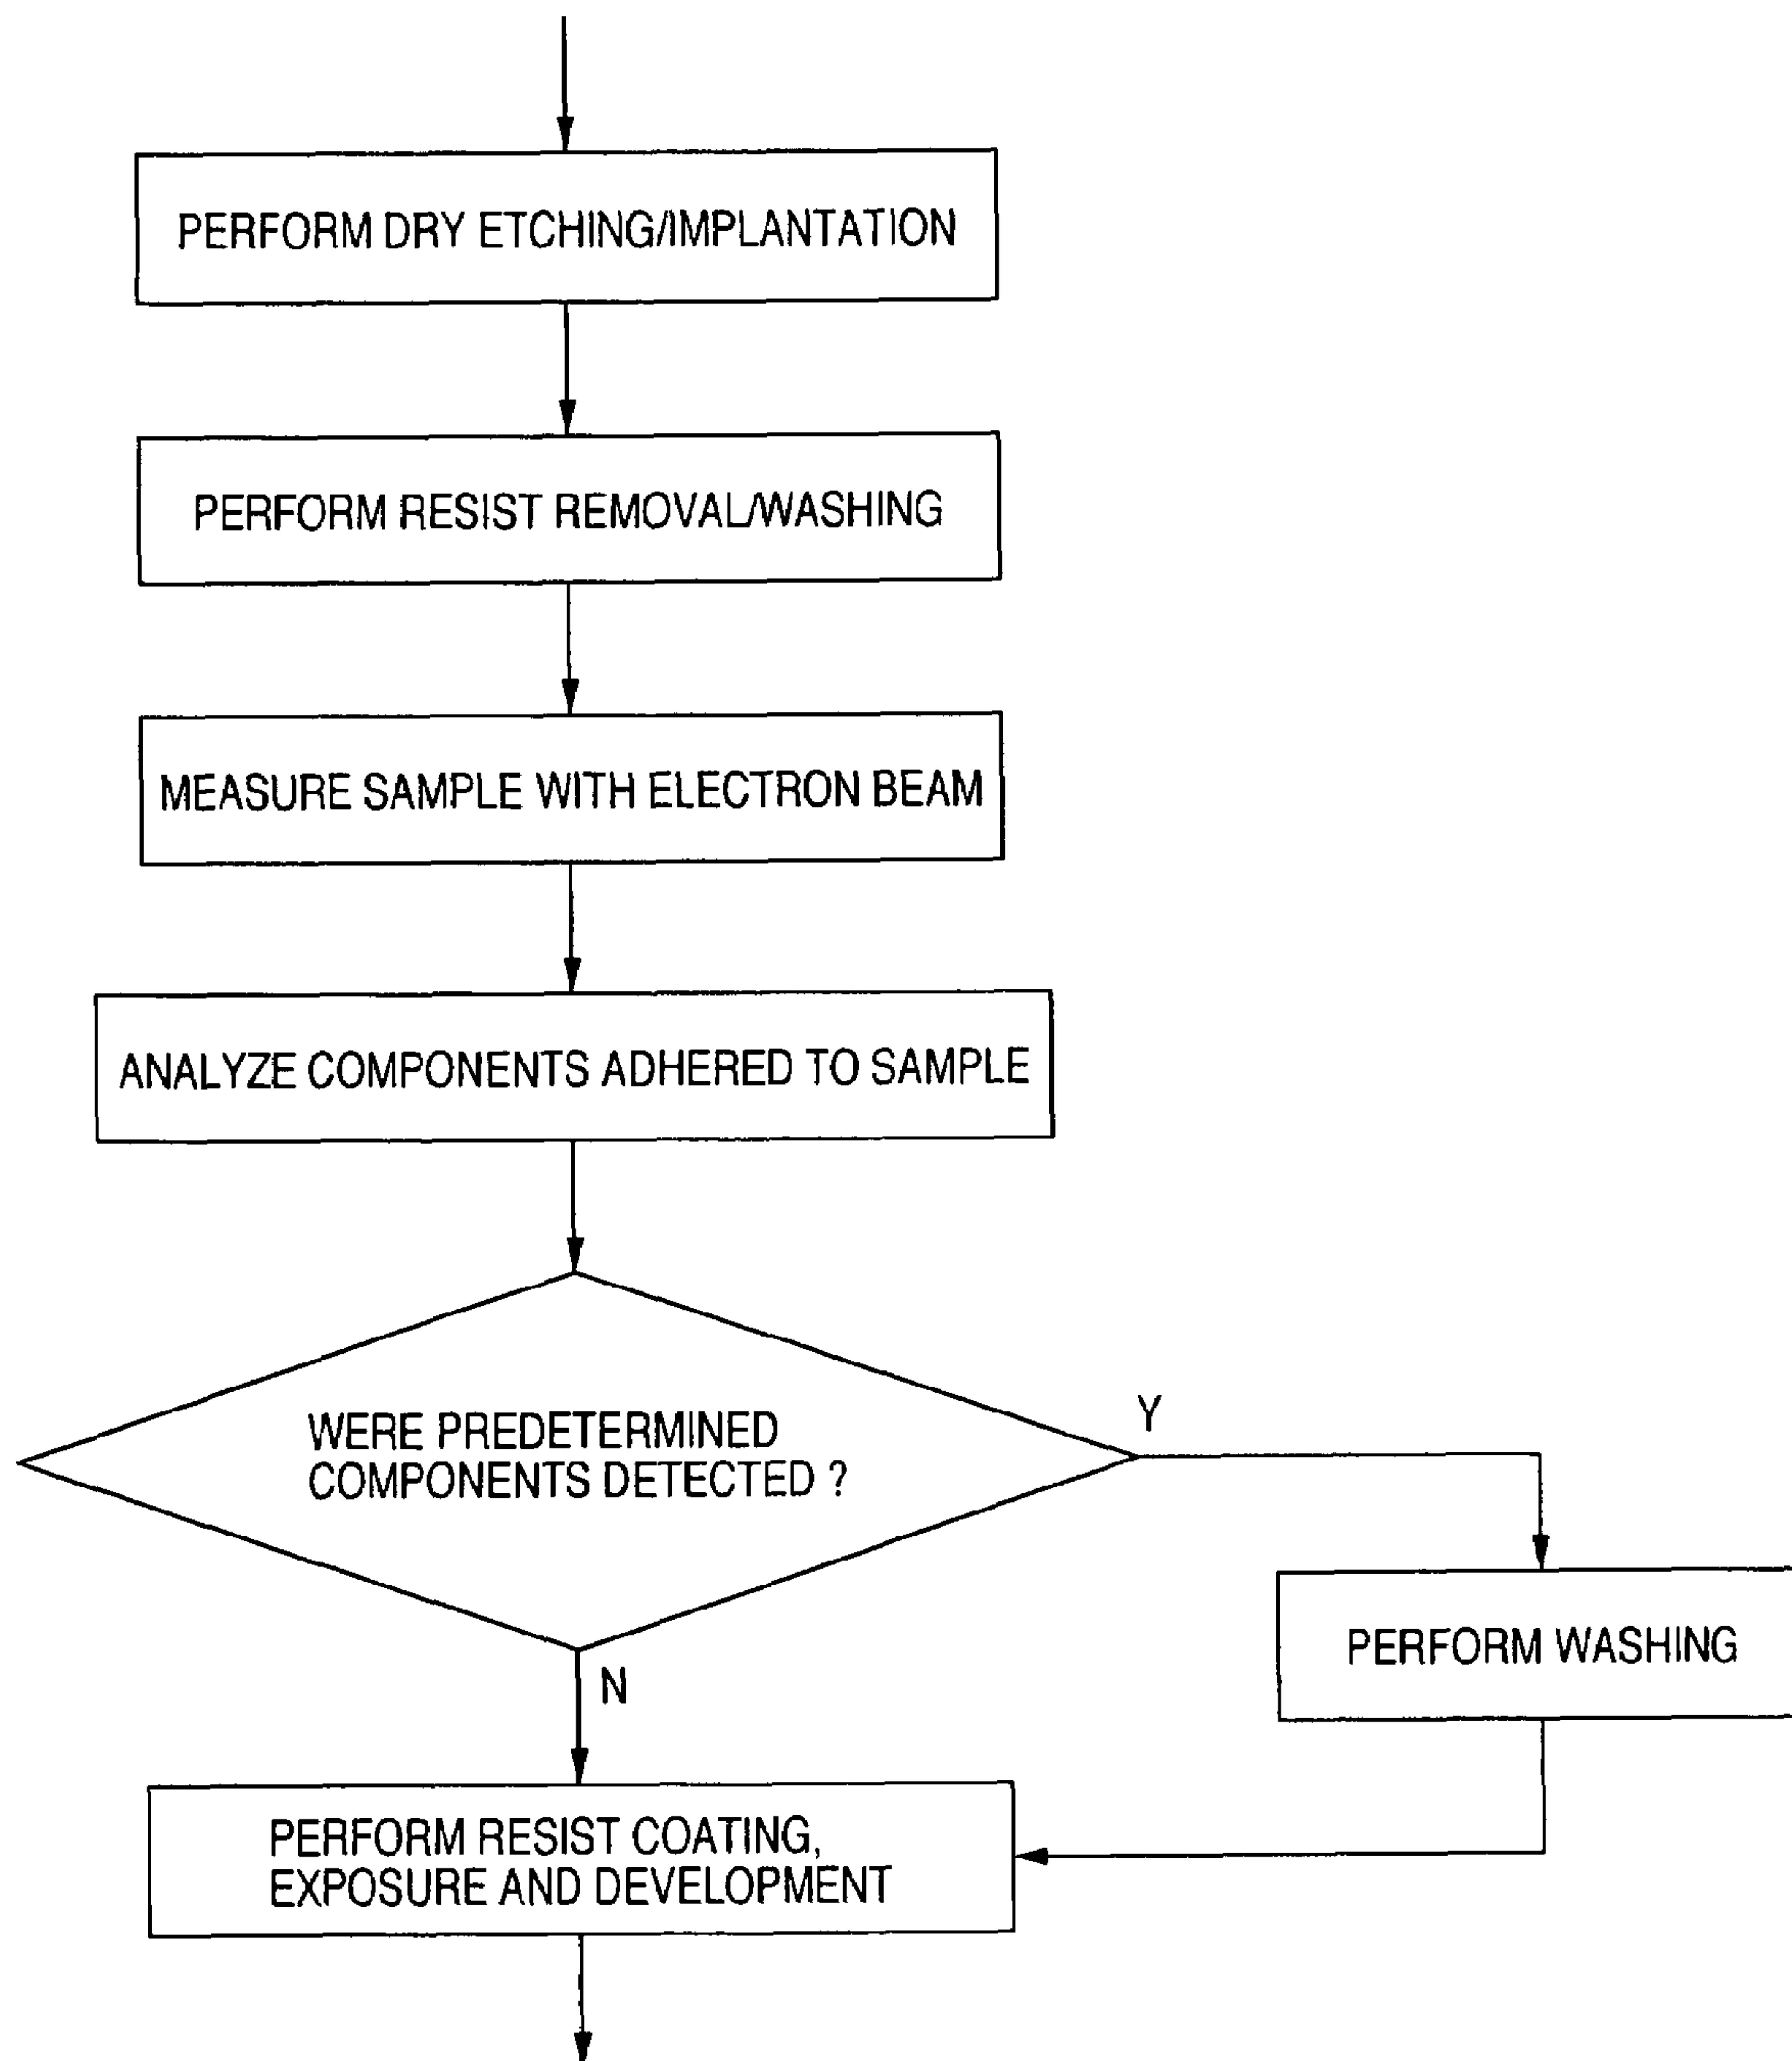 PERFORM DRY ETCHING/IMPLANTATION
PERFORM RESIST REMOVAL/WASHING
MEASURE SAMPLE WITH ELECTRON BEAM
ANALYZE COMPONENTS ADHERED TO SAMPLE
WERE PREDETERMINED
COMPONENTS DETECTED ?
Y
PERFORM WASHING
N
PERFORM RESIST COATING,
EXPOSURE AND DEVELOPMENT